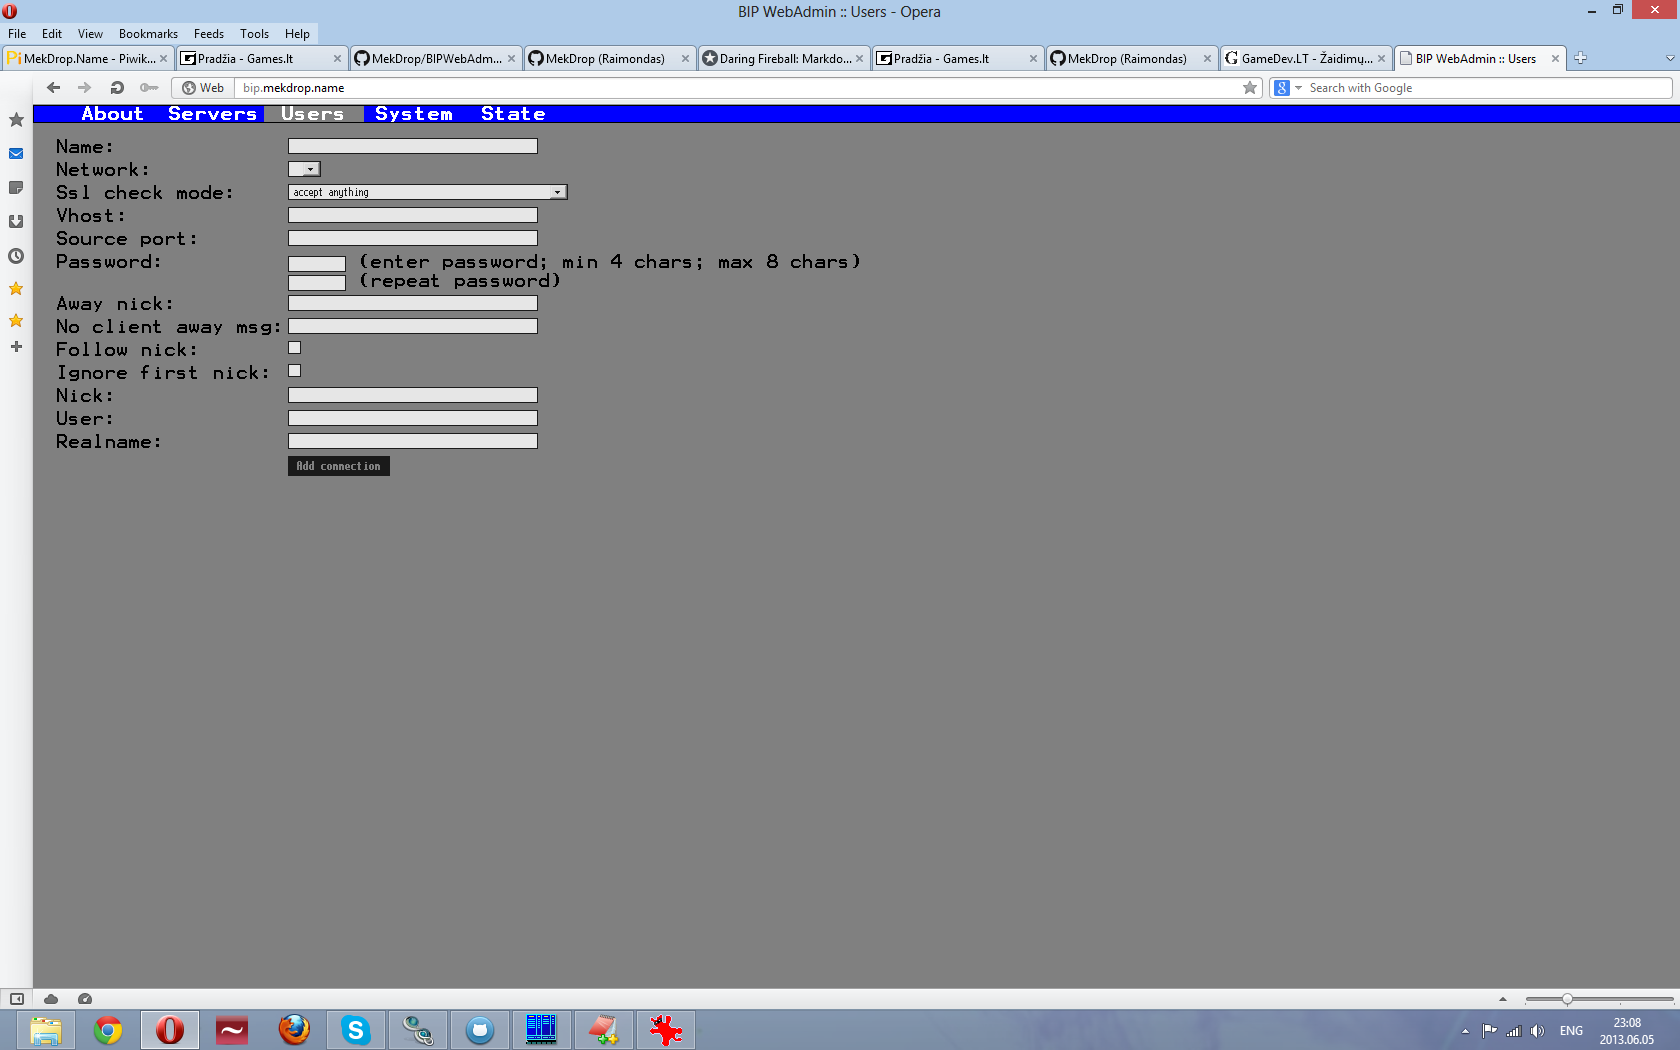 BIP WebAdmin :: Users - Opera
File Edit View Bookmarks Feeds Tools Help
MekDrop.Name - Piwik... Pradžia - Games.lt MekDrop/BIPWebAdm... MekDrop (Raimondas) Daring Fireball: Markdo... Pradžia - Games.lt MekDrop (Raimondas) GameDev.LT - Žaidimų... BIP WebAdmin :: Users
Web bip.mekdrop.name Search with Google
About Servers Users System State
Name:
Network:
Ssl check mode: accept anything
Vhost:
Source port:
Password: (enter password; min 4 chars; max 8 chars)
(repeat password)
Away nick:
No client away msg:
Follow nick:
Ignore first nick:
Nick:
User:
Realname:
Add connection
ENG 23:08
2013.06.05